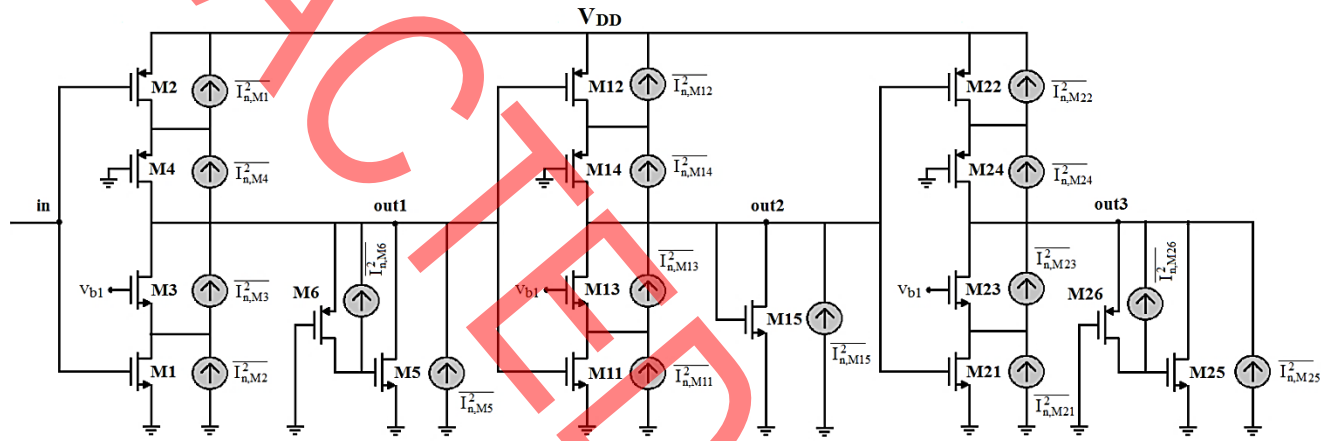 V_DD
M2
I²n,M1
M12
I²n,M12
M22
I²n,M22
M4
I²n,M4
M14
I²n,M14
M24
I²n,M24
in
out1
out2
out3
I²n,M6
I²n,M13
I²n,M23
I²n,M26
Vb1
M3
I²n,M3
M6
Vb1
M13
Vb1
M23
M26
M15
I²n,M15
M1
I²n,M2
M5
I²n,M5
M11
I²n,M11
M21
I²n,M21
M25
I²n,M25
ACTED